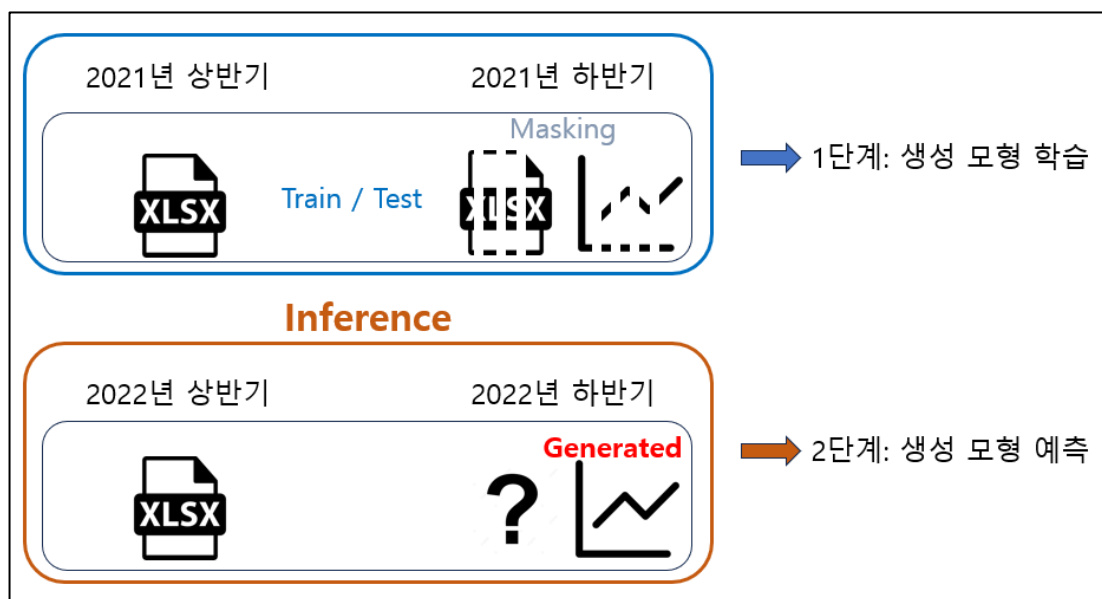 2021년 상반기
2021년 하반기
Masking
XLSX
Train / Test
XLSX
1단계: 생성 모형 학습
Inference
2022년 상반기
2022년 하반기
Generated
XLSX
?
2단계: 생성 모형 예측